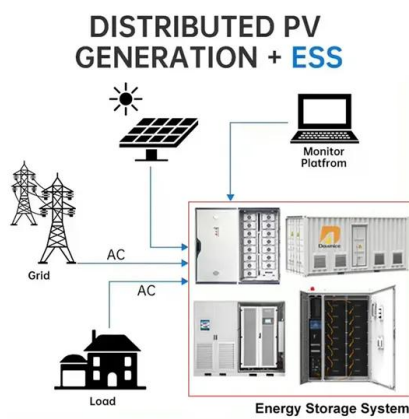 DISTRIBUTED PV
GENERATION + ESS
Monitor
Platfrom
AC
Grid
AC
Load
Energy Storage System